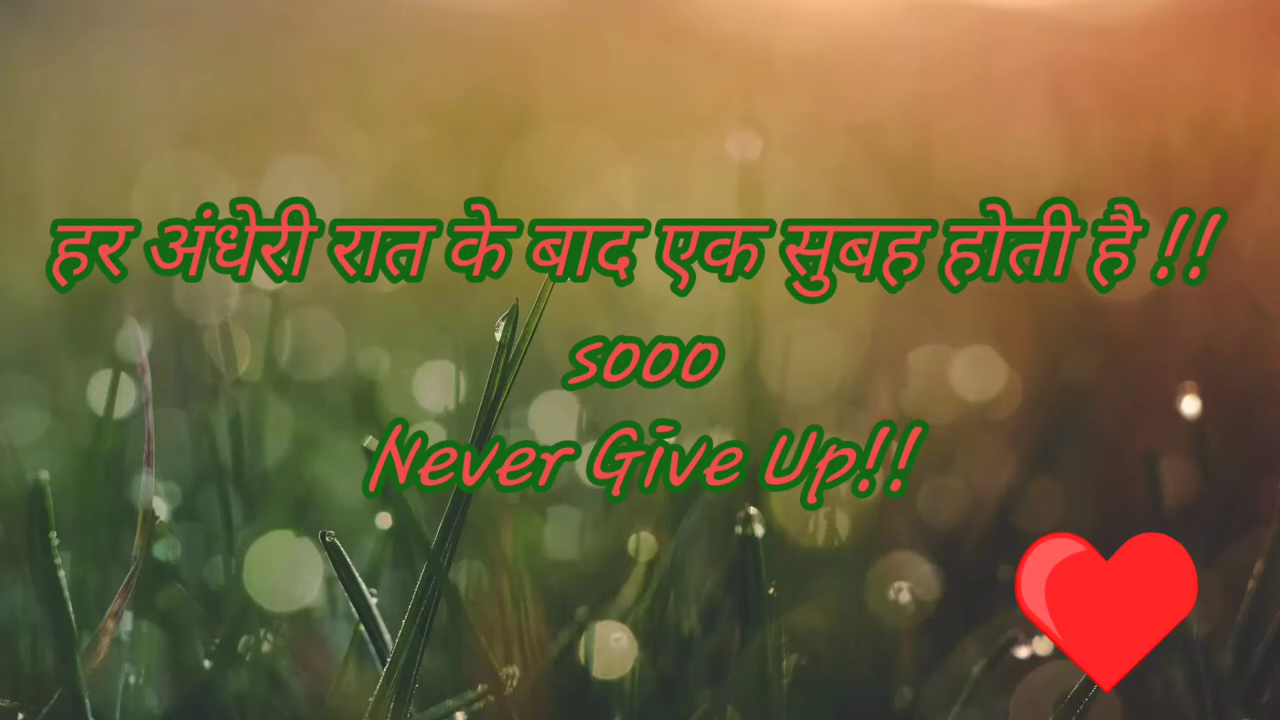 हर अंधेरी रात के बाद एक सुबह होती है !!
sooo
Never Give Up!!